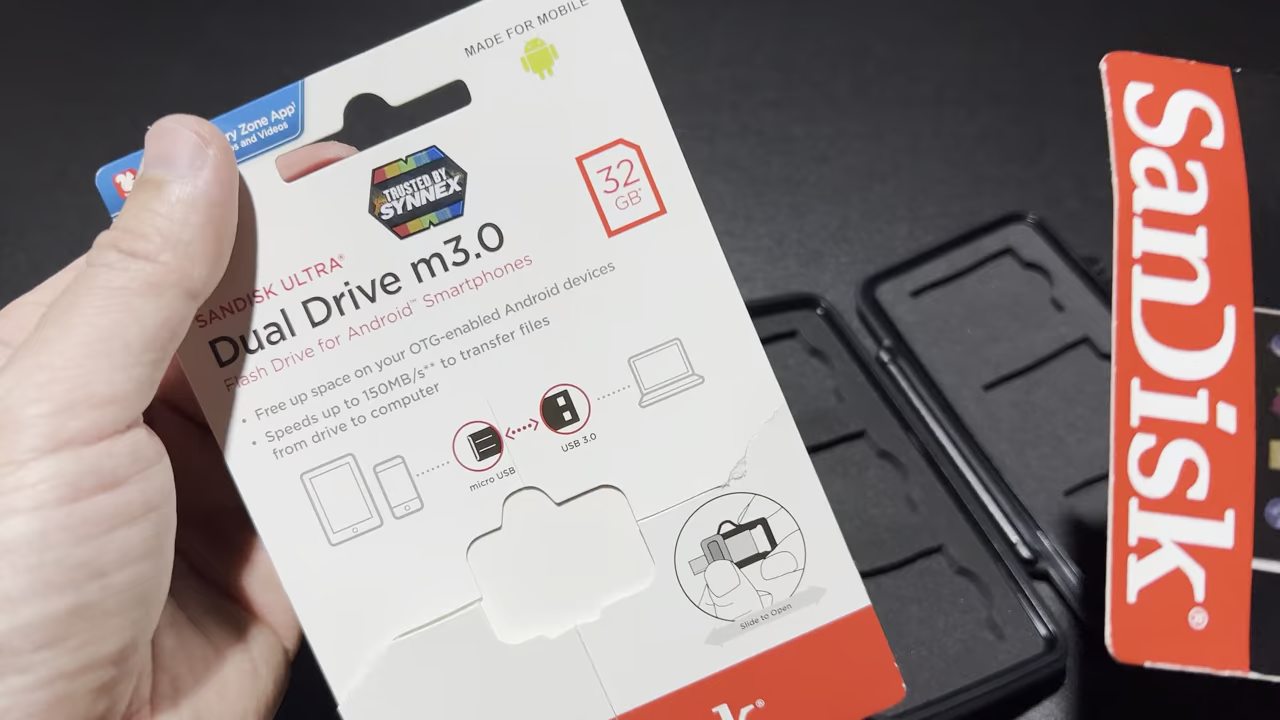 MADE FOR MOBILE
ry Zone App¹
s and Videos
TRUSTED BY
SYNNEX
32
GB*
SANDISK ULTRA®
Dual Drive m3.0
Flash Drive for Android™ Smartphones
• Free up space on your OTG-enabled Android devices
• Speeds up to 150MB/s** to transfer files
from drive to computer
micro USB
USB 3.0
Slide to Open
k®
SanDisk®